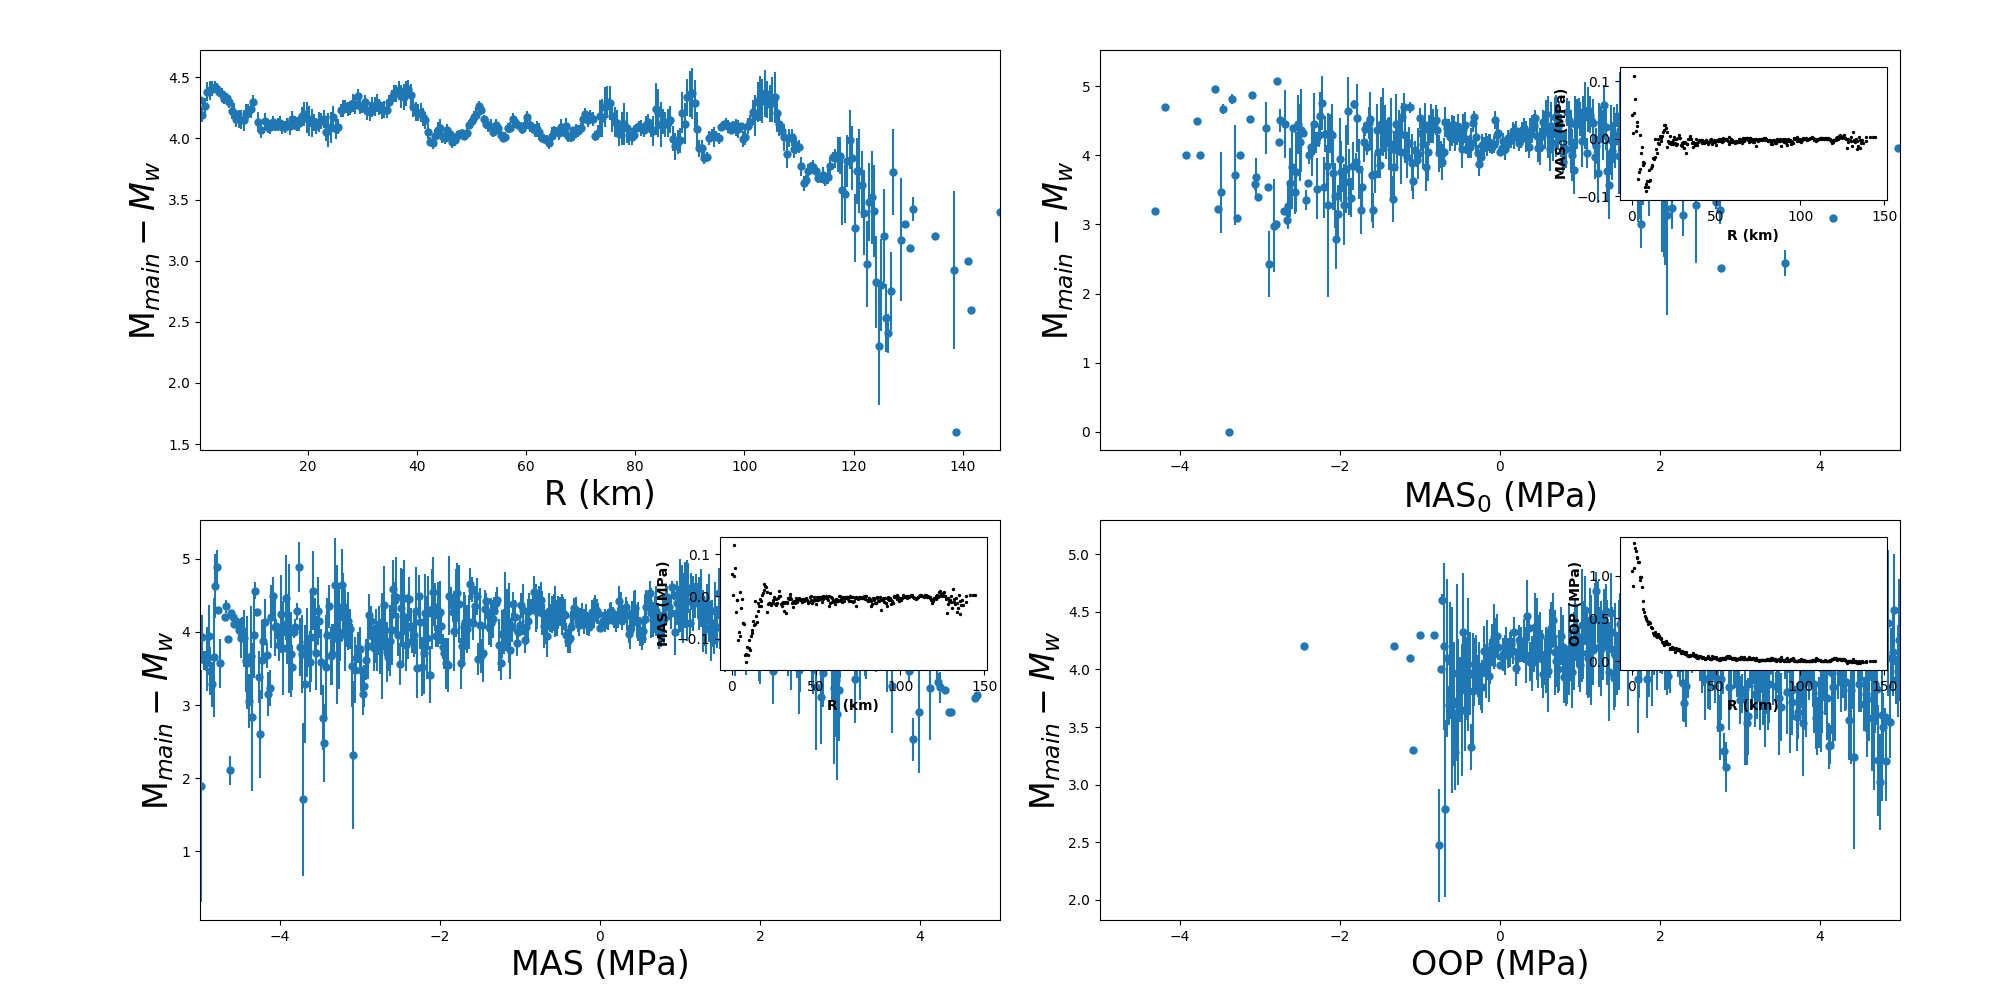 4.5
4.0
3.5
3.0
2.5
2.0
1.5
M_main − M_w
20 40 60 80 100 120 140
R (km)
5
4
3
2
1
0
M_main − M_w
−4 −2 0 2 4
MAS_0 (MPa)
0.1
0.0
−0.1
MAS_0 (MPa)
0 50 100 150
R (km)
5
4
3
2
1
M_main − M_w
−4 −2 0 2 4
MAS (MPa)
0.1
0.0
−0.1
MAS (MPa)
0 50 100 150
R (km)
5.0
4.5
4.0
3.5
3.0
2.5
2.0
M_main − M_w
−4 −2 0 2 4
OOP (MPa)
1.0
0.5
0.0
OOP (MPa)
0 50 100 150
R (km)